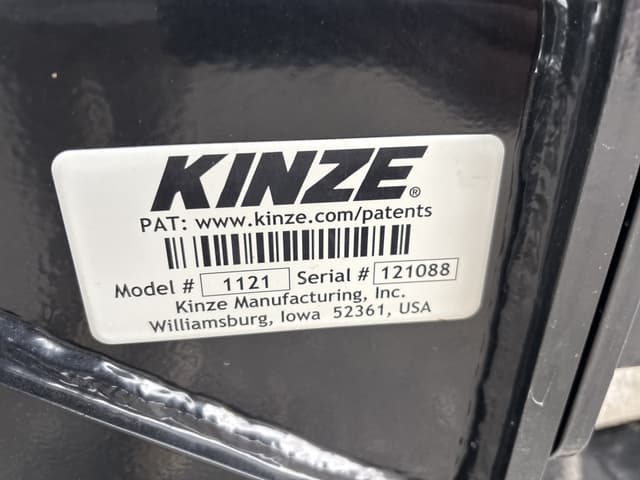 KINZE®
PAT: www.kinze.com/patents
Model # 1121 Serial # 121088
Kinze Manufacturing, Inc.
Williamsburg, Iowa 52361, USA